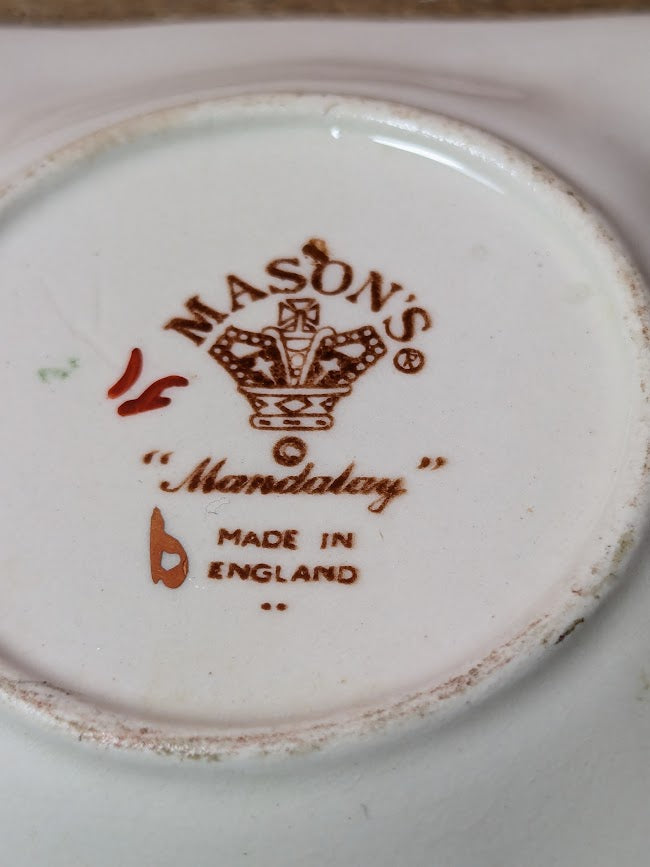 MASON'S ®
©
"Mandalay"
b MADE IN
ENGLAND
..